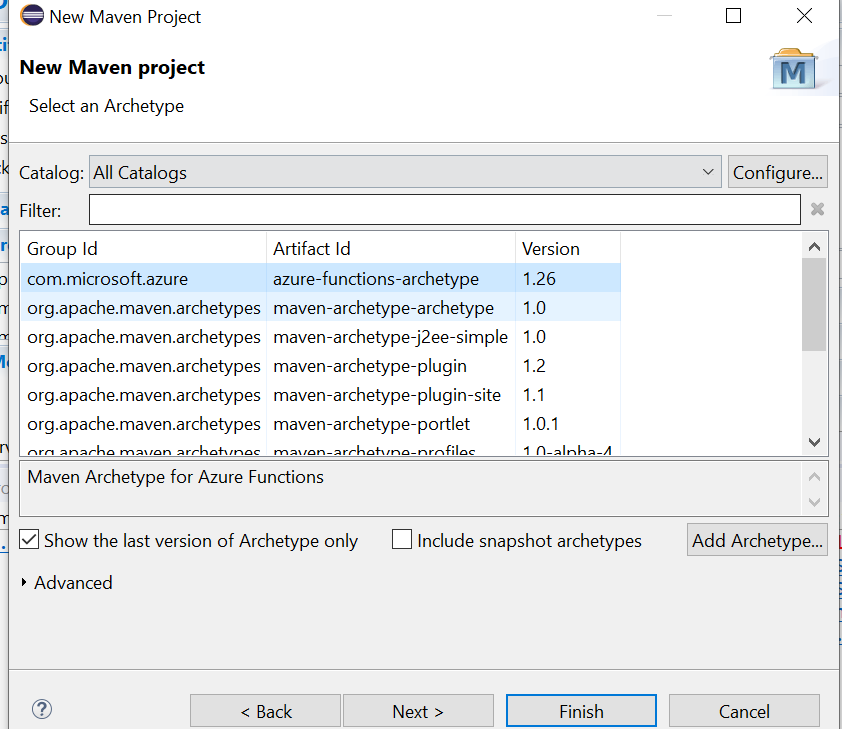 New Maven Project
New Maven project
Select an Archetype
Catalog: All Catalogs Configure...
Filter:
Group Id Artifact Id Version
com.microsoft.azure azure-functions-archetype 1.26
org.apache.maven.archetypes maven-archetype-archetype 1.0
org.apache.maven.archetypes maven-archetype-j2ee-simple 1.0
org.apache.maven.archetypes maven-archetype-plugin 1.2
org.apache.maven.archetypes maven-archetype-plugin-site 1.1
org.apache.maven.archetypes maven-archetype-portlet 1.0.1
org.apache.maven.archetypes maven-archetype-profiles 1.0-alpha-4
Maven Archetype for Azure Functions
Show the last version of Archetype only Include snapshot archetypes Add Archetype...
Advanced
< Back Next > Finish Cancel